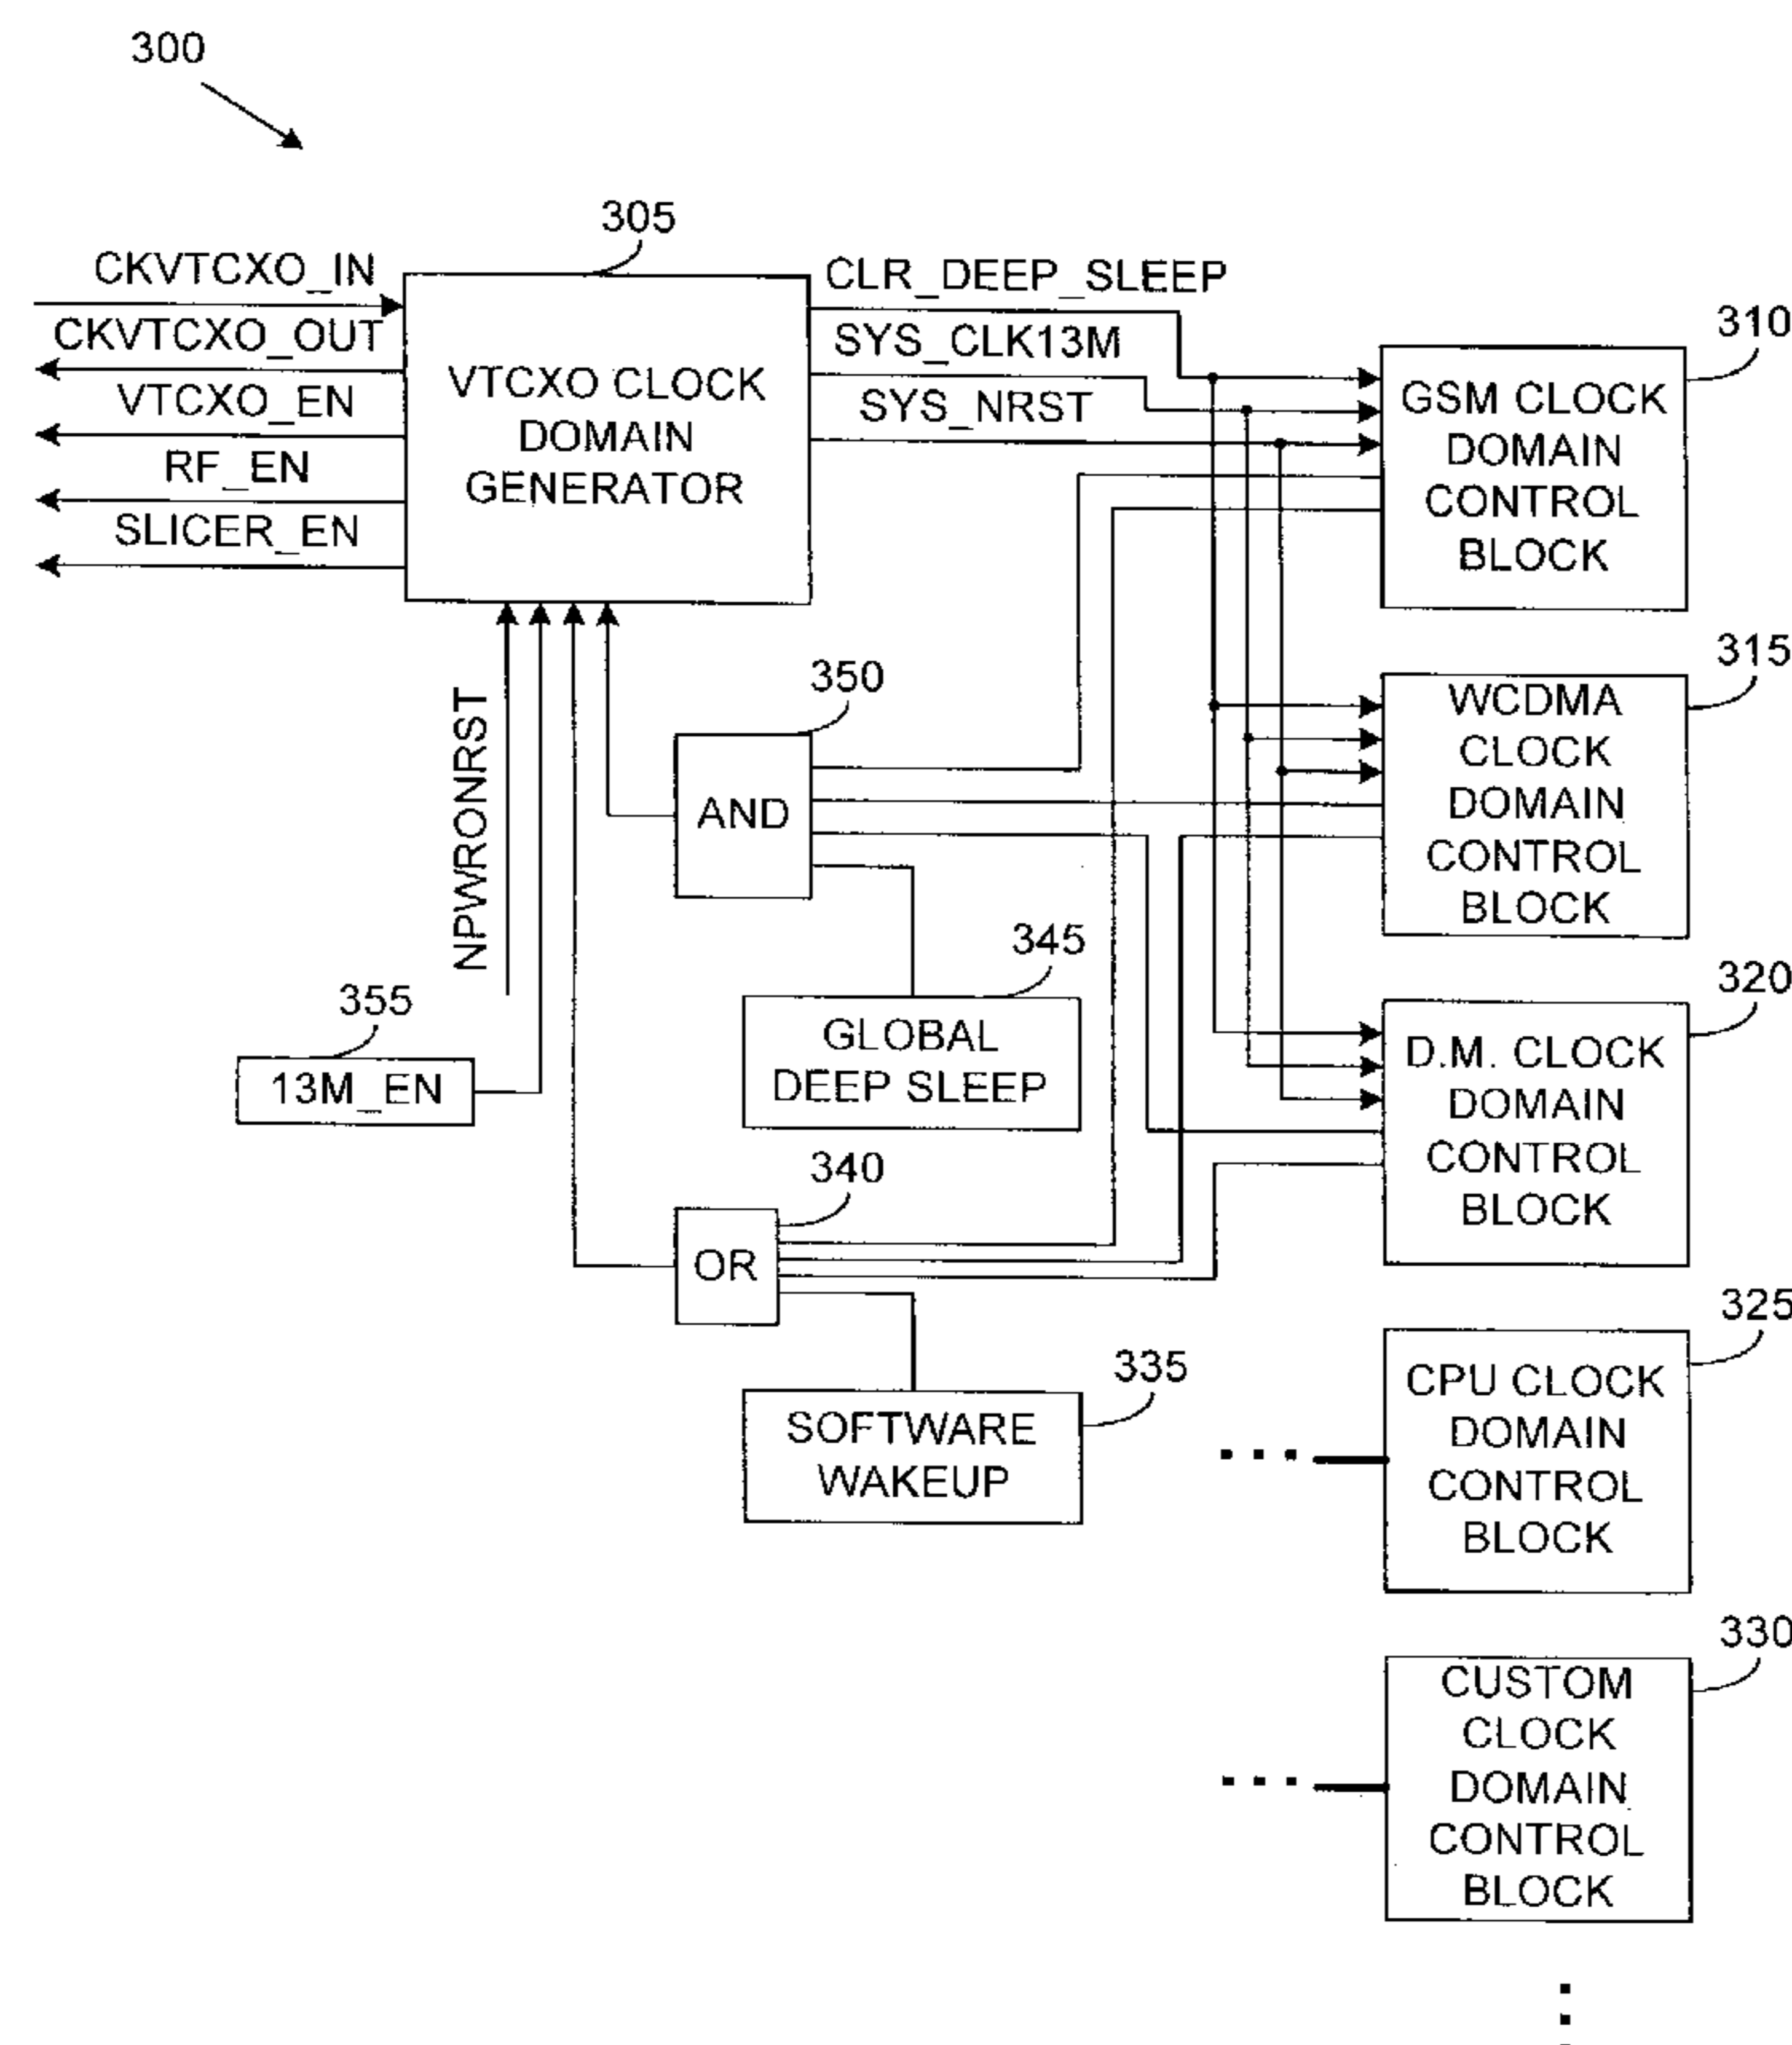 300
305
CKVTCXO_IN
CKVTCXO_OUT
VTCXO_EN
RF_EN
SLICER_EN
VTCXO CLOCK
DOMAIN
GENERATOR
CLR_DEEP_SLEEP
SYS_CLK13M
SYS_NRST
310
GSM CLOCK
DOMAIN
CONTROL
BLOCK
315
WCDMA
CLOCK
DOMAIN
CONTROL
BLOCK
350
AND
NPWRONRST
345
GLOBAL
DEEP SLEEP
355
13M_EN
320
D.M. CLOCK
DOMAIN
CONTROL
BLOCK
340
OR
335
SOFTWARE
WAKEUP
325
CPU CLOCK
DOMAIN
CONTROL
BLOCK
330
CUSTOM
CLOCK
DOMAIN
CONTROL
BLOCK